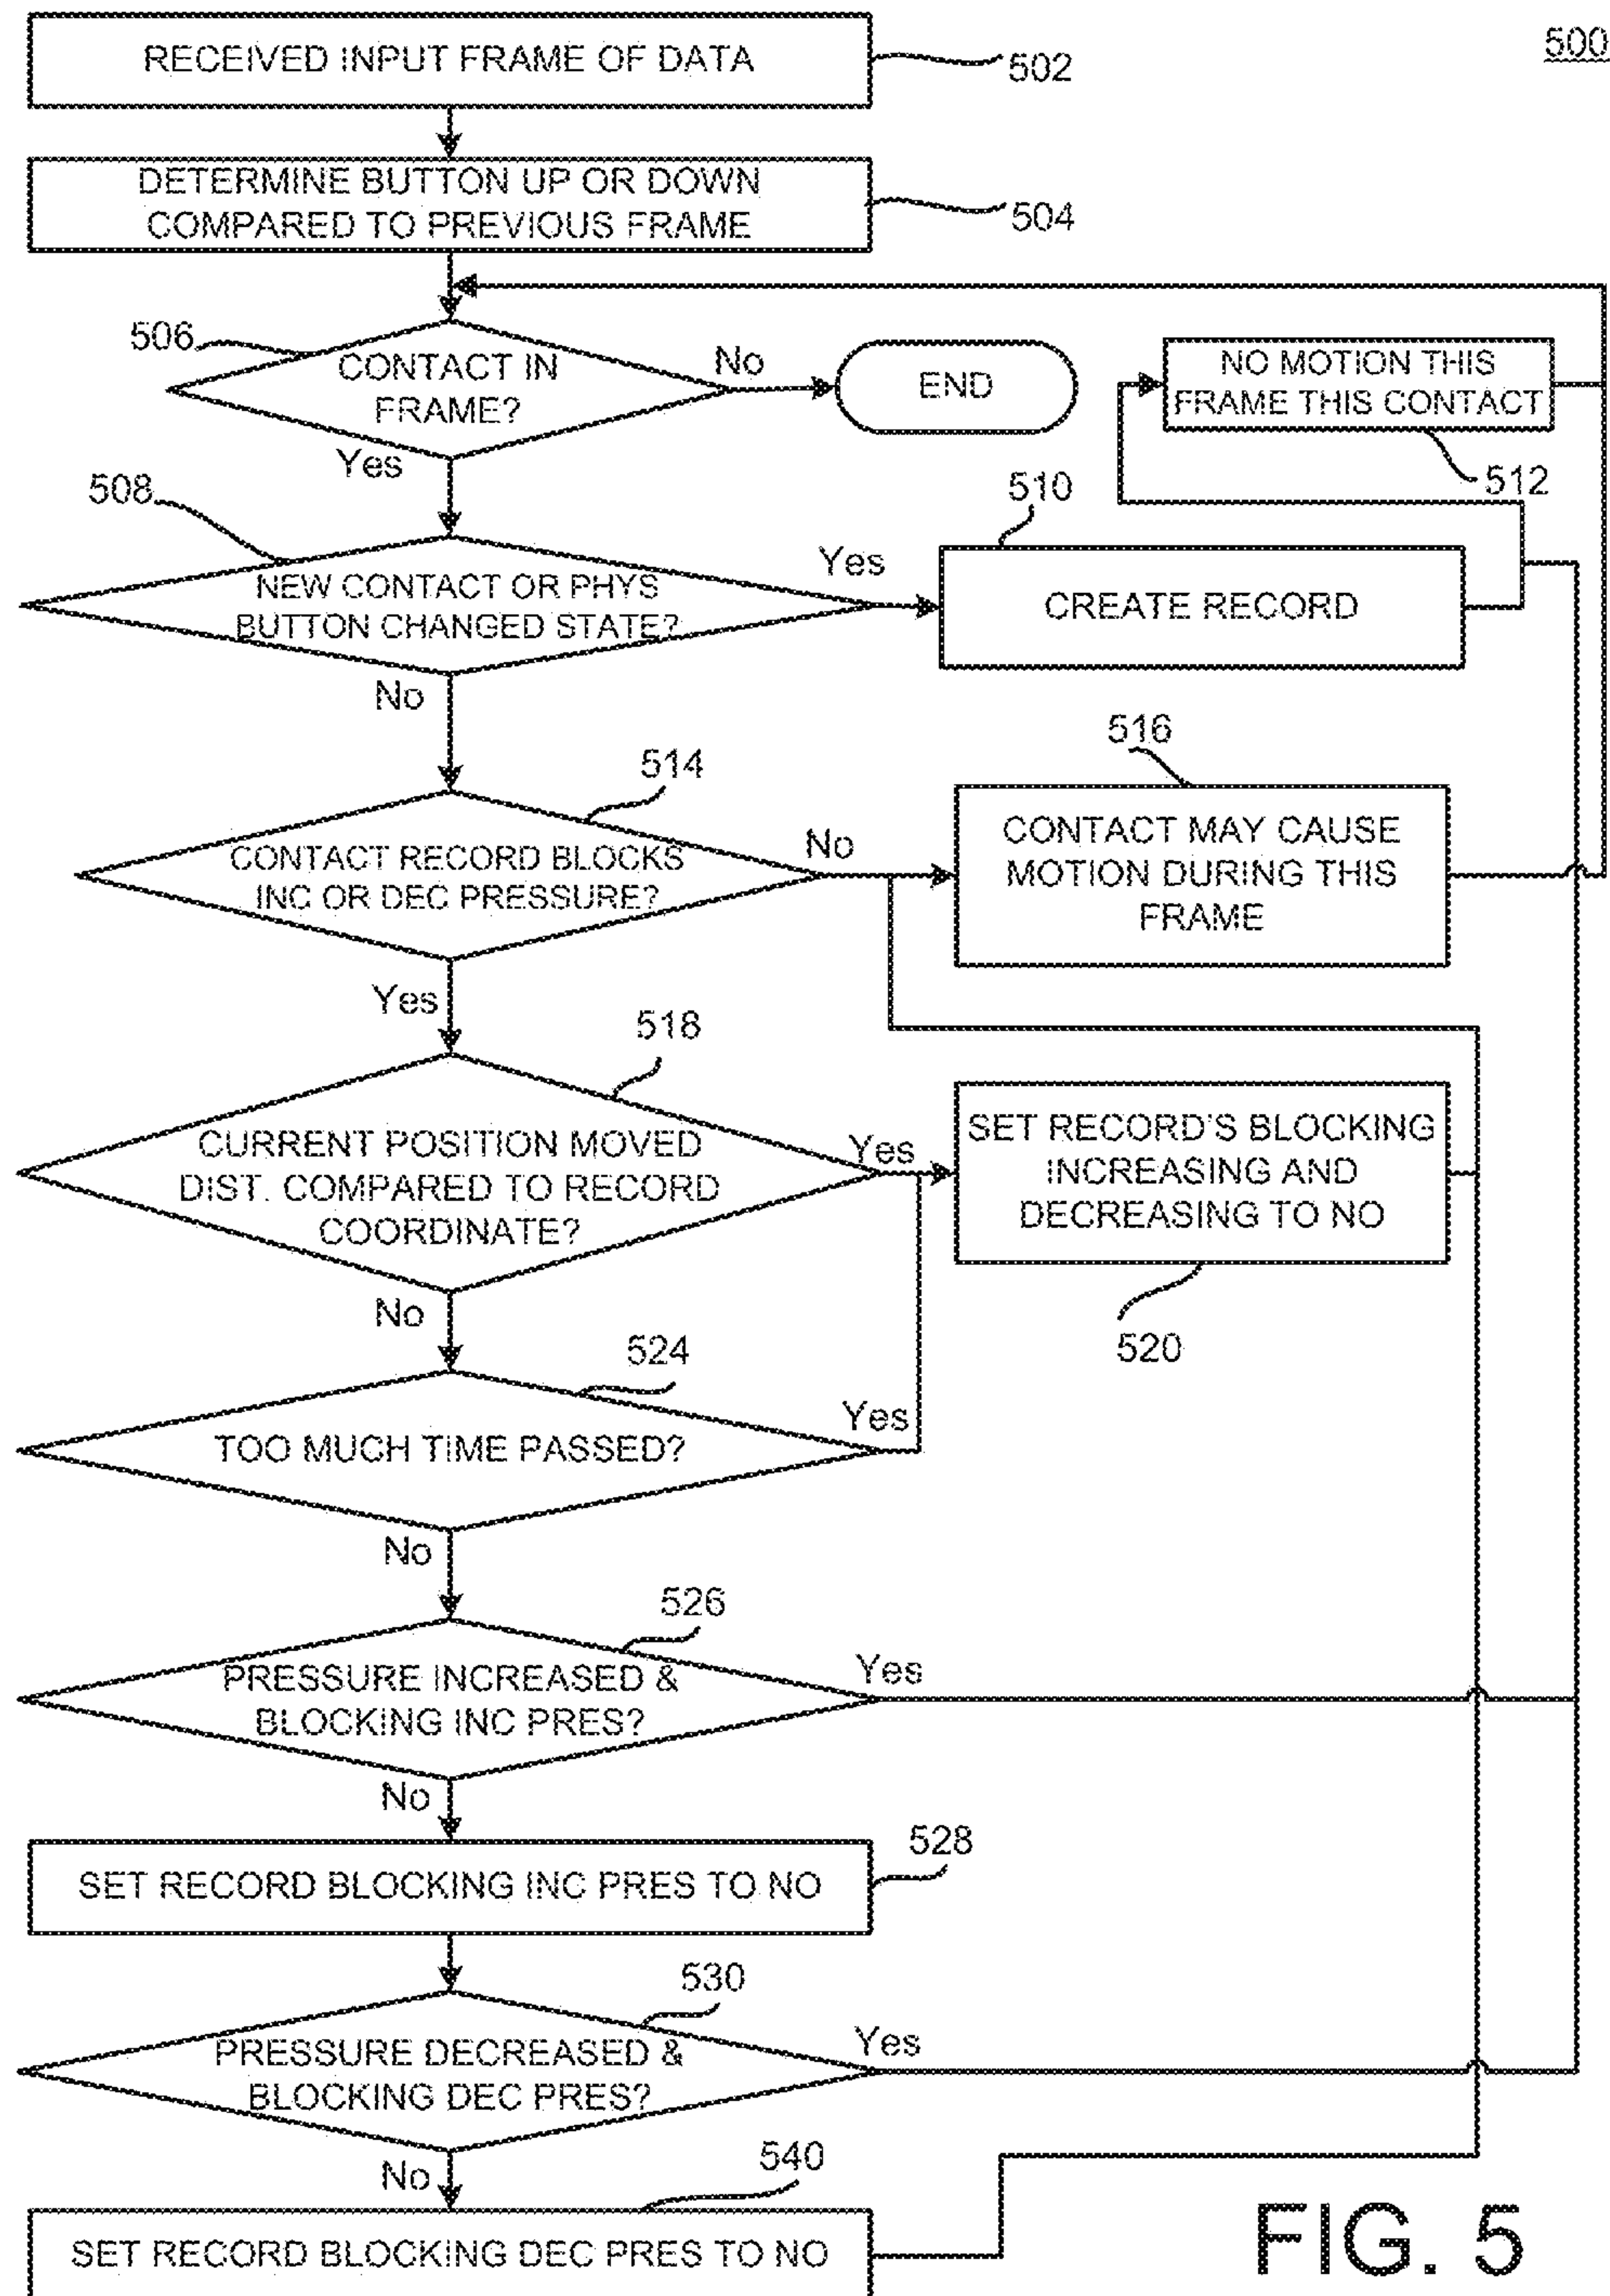 500
RECEIVED INPUT FRAME OF DATA
502
DETERMINE BUTTON UP OR DOWN
COMPARED TO PREVIOUS FRAME
504
506
CONTACT IN
FRAME?
No
END
NO MOTION THIS
FRAME THIS CONTACT
512
Yes
508
NEW CONTACT OR PHYS
BUTTON CHANGED STATE?
Yes
510
CREATE RECORD
No
514
CONTACT RECORD BLOCKS
INC OR DEC PRESSURE?
No
516
CONTACT MAY CAUSE
MOTION DURING THIS
FRAME
Yes
518
CURRENT POSITION MOVED
DIST. COMPARED TO RECORD
COORDINATE?
Yes
SET RECORD'S BLOCKING
INCREASING AND
DECREASING TO NO
520
No
524
TOO MUCH TIME PASSED?
Yes
No
526
PRESSURE INCREASED &
BLOCKING INC PRES?
Yes
No
528
SET RECORD BLOCKING INC PRES TO NO
530
PRESSURE DECREASED &
BLOCKING DEC PRES?
Yes
No
540
SET RECORD BLOCKING DEC PRES TO NO
FIG. 5